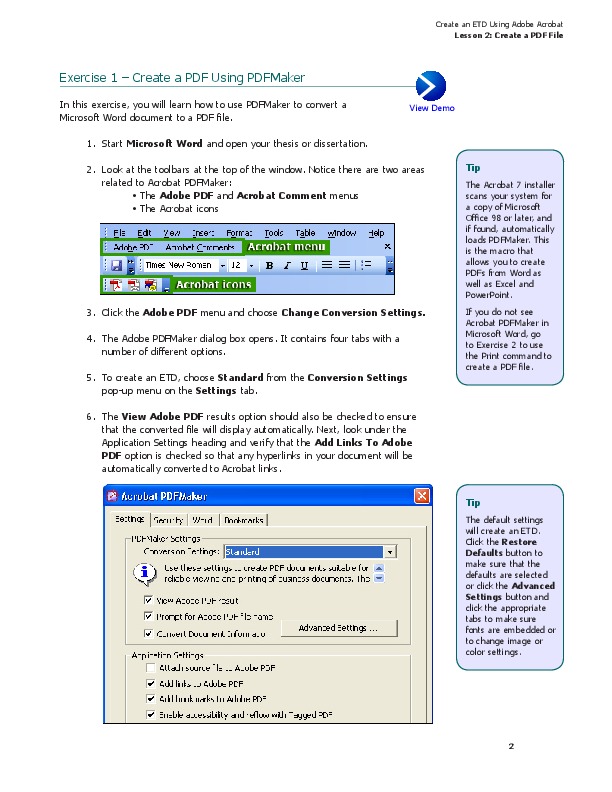 Create an ETD Using Adobe Acrobat
Lesson 2: Create a PDF File
Exercise 1 – Create a PDF Using PDFMaker
View Demo
In this exercise, you will learn how to use PDFMaker to convert a
Microsoft Word document to a PDF file.
1. Start Microsoft Word and open your thesis or dissertation.
2. Look at the toolbars at the top of the window. Notice there are two areas
related to Acrobat PDFMaker:
• The Adobe PDF and Acrobat Comment menus
• The Acrobat icons
File Edit View Insert Format Tools Table Window Help
Adobe PDF Acrobat Comments Acrobat menu
Times New Roman 12 B I U
Acrobat icons
3. Click the Adobe PDF menu and choose Change Conversion Settings.
4. The Adobe PDFMaker dialog box opens. It contains four tabs with a
number of different options.
5. To create an ETD, choose Standard from the Conversion Settings
pop-up menu on the Settings tab.
6. The View Adobe PDF results option should also be checked to ensure
that the converted file will display automatically. Next, look under the
Application Settings heading and verify that the Add Links To Adobe
PDF option is checked so that any hyperlinks in your document will be
automatically converted to Acrobat links.
Acrobat PDFMaker
Settings Security Word Bookmarks
PDFMaker Settings
Conversion Settings: Standard
Use these settings to create PDF documents suitable for
reliable viewing and printing of business documents. The
View Adobe PDF result
Prompt for Adobe PDF file name
Convert Document Information
Advanced Settings ...
Application Settings
Attach source file to Adobe PDF
Add links to Adobe PDF
Add bookmarks to Adobe PDF
Enable accessibility and reflow with Tagged PDF
Tip
The Acrobat 7 installer
scans your system for
a copy of Microsoft
Office 98 or later, and
if found, automatically
loads PDFMaker. This
is the macro that
allows you to create
PDFs from Word as
well as Excel and
PowerPoint.
If you do not see
Acrobat PDFMaker in
Microsoft Word, go
to Exercise 2 to use
the Print command to
create a PDF file.
Tip
The default settings
will create an ETD.
Click the Restore
Defaults button to
make sure that the
defaults are selected
or click the Advanced
Settings button and
click the appropriate
tabs to make sure
fonts are embedded or
to change image or
color settings.
2